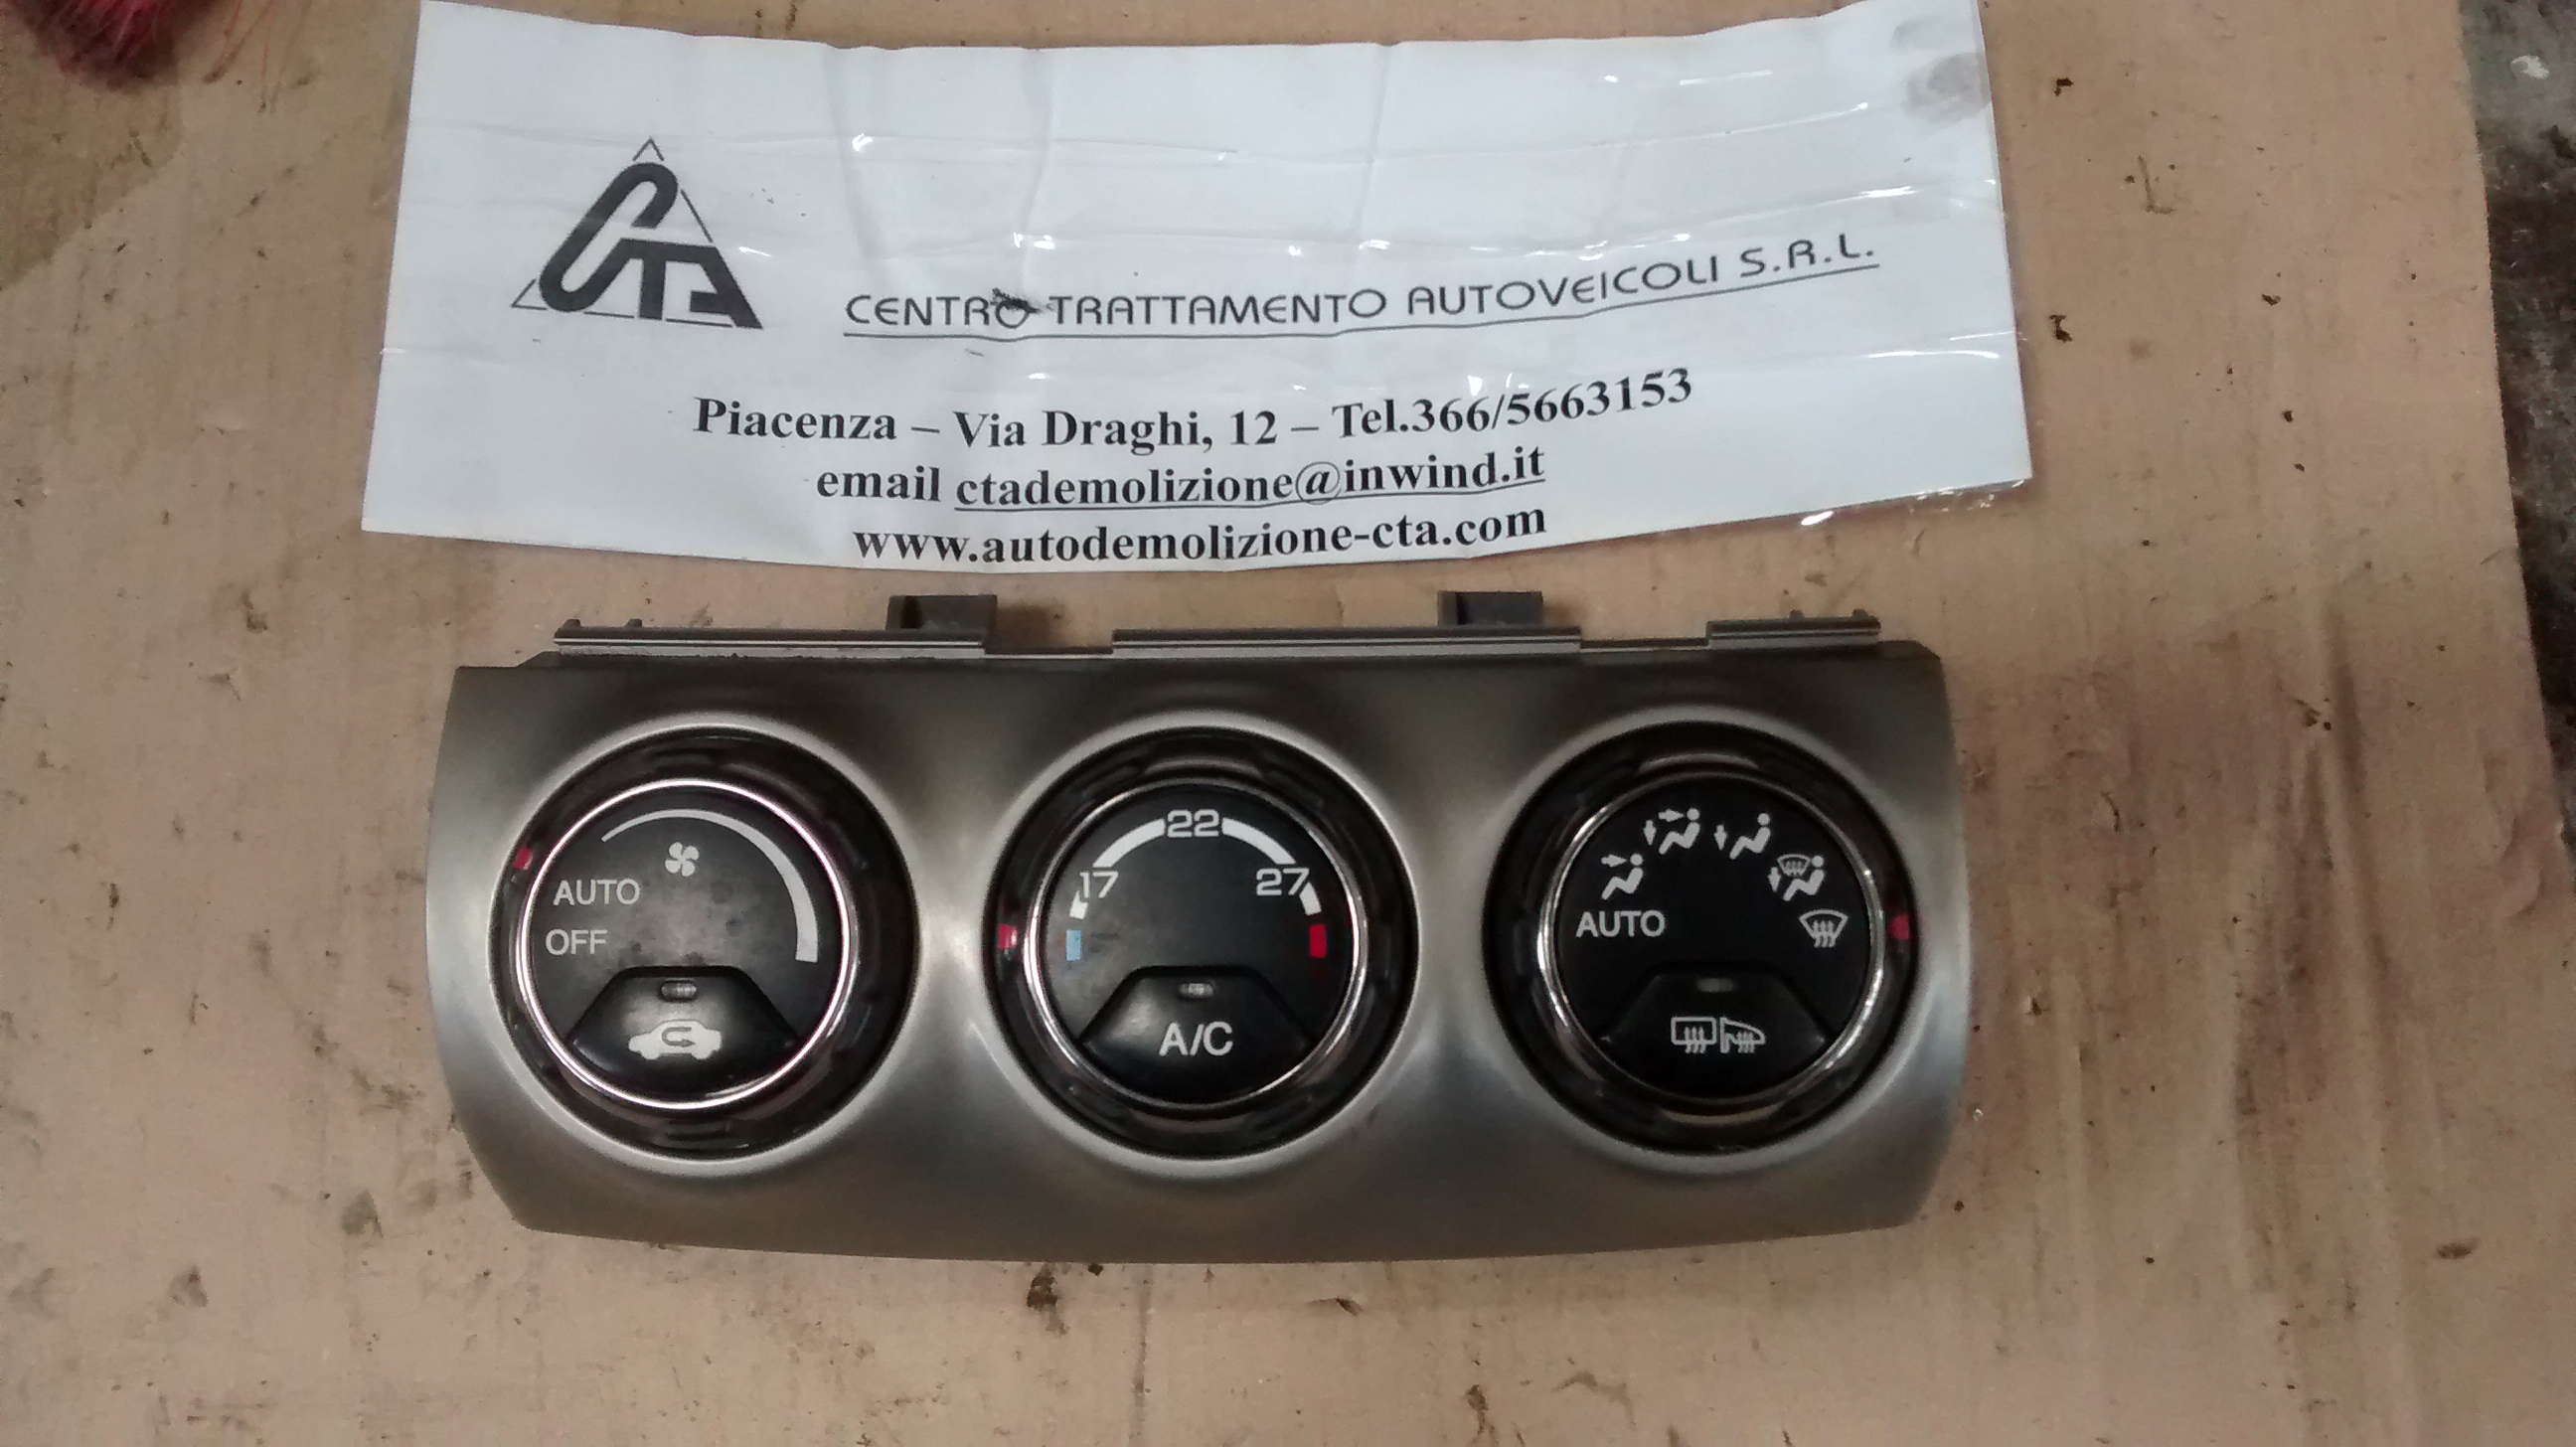 CTA
CENTRO TRATTAMENTO AUTOVEICOLI S.R.L.
Piacenza – Via Draghi, 12 – Tel.366/5663153
email ctademolizione@inwind.it
www.autodemolizione-cta.com
AUTO
OFF
17 22 27
A/C
AUTO